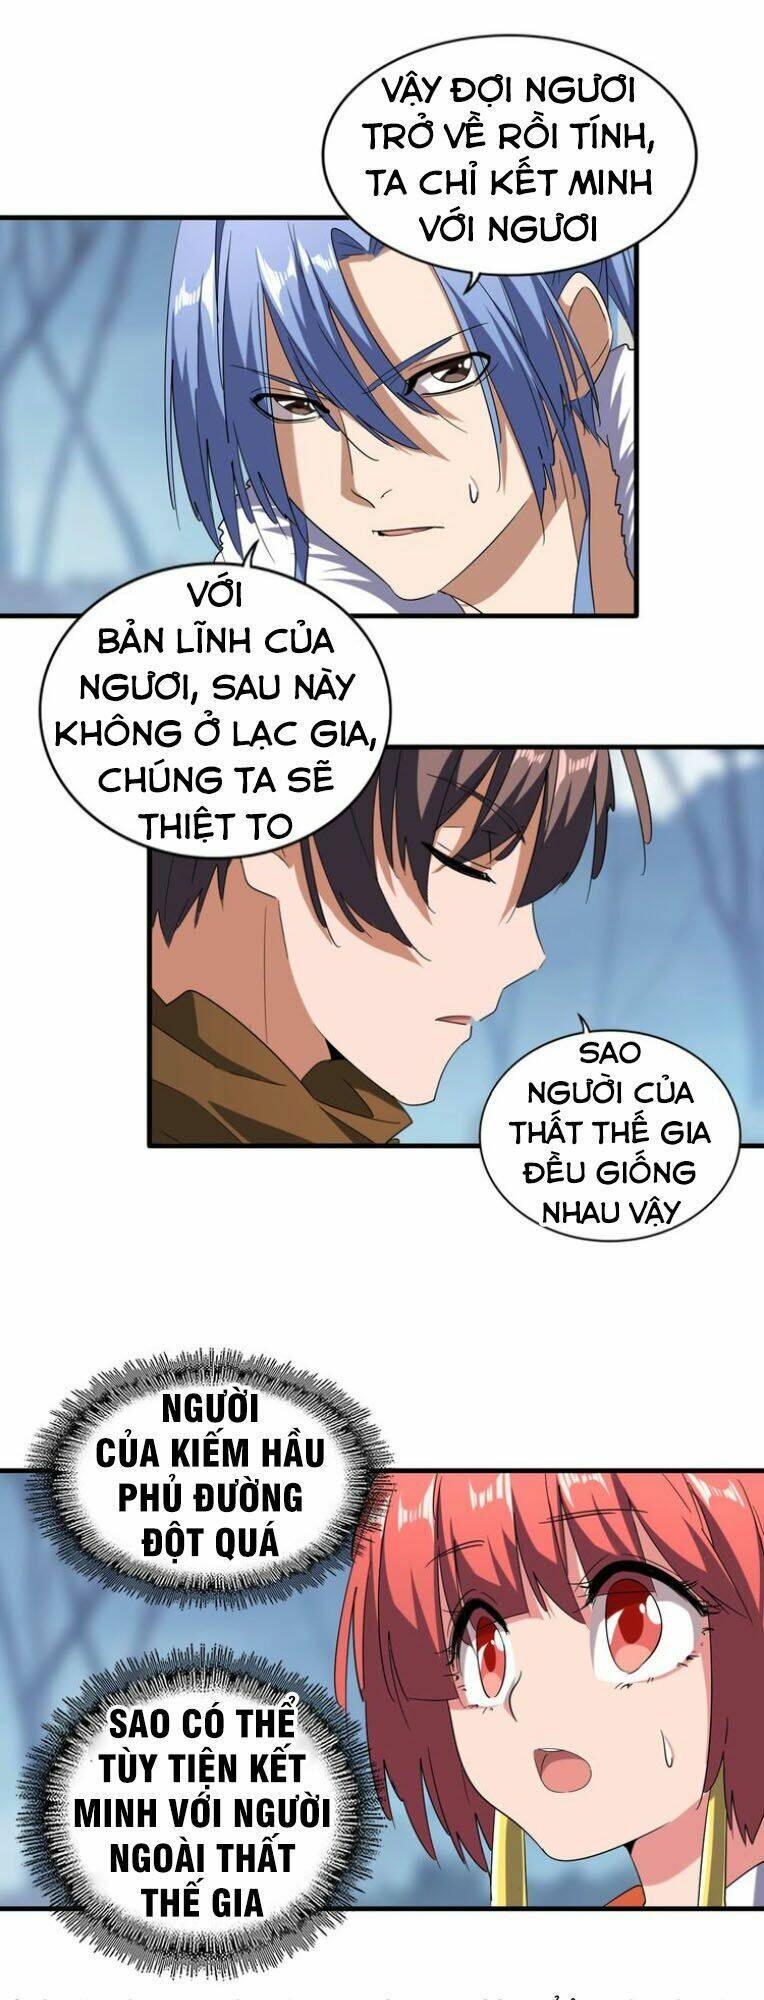 VẬY ĐỢI NGƯƠI
TRỞ VỀ RỒI TÍNH,
TA CHỈ KẾT MINH
VỚI NGƯƠI
VỚI
BẢN LĨNH CỦA
NGƯƠI, SAU NÀY
KHÔNG Ở LẠC GIA,
CHÚNG TA SẼ
THIỆT TO
SAO
NGƯỜI CỦA
THẤT THẾ GIA
ĐỀU GIỐNG
NHAU VẬY
NGƯỜI
CỦA KIẾM HẦU
PHỦ ĐƯỜNG
ĐỘT QUÁ
SAO CÓ THỂ
TÙY TIỆN KẾT
MINH VỚI NGƯỜI
NGOÀI THẤT
THẾ GIA